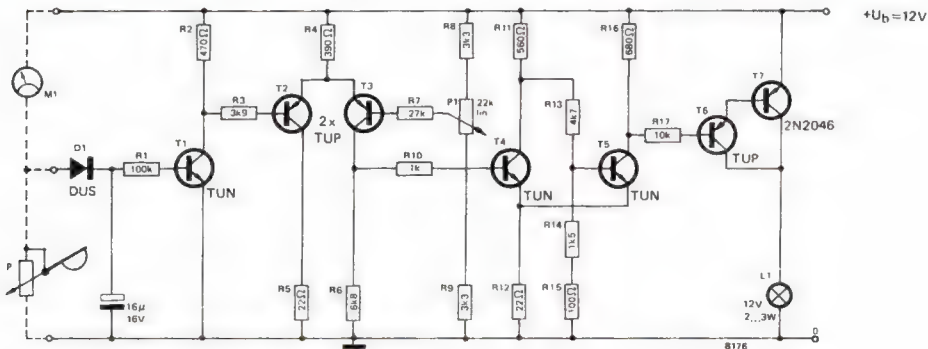 +Ub=12V
R2
470Ω
R4
390Ω
R8
3k3
R11
560Ω
R16
680Ω
M1
T7
2N2046
R3
3k9
T2
2x
TUP
T3
R7
27k
P1
22k
lin
R13
4k7
T6
TUP
R17
10k
D1
DUS
R1
100k
T1
TUN
R10
1k
T4
TUN
T5
TUN
R14
1k5
P
16µ
16V
R5
22Ω
R6
6k8
R9
3k3
R12
22Ω
R15
100Ω
L1
12V
2...3W
0
8176